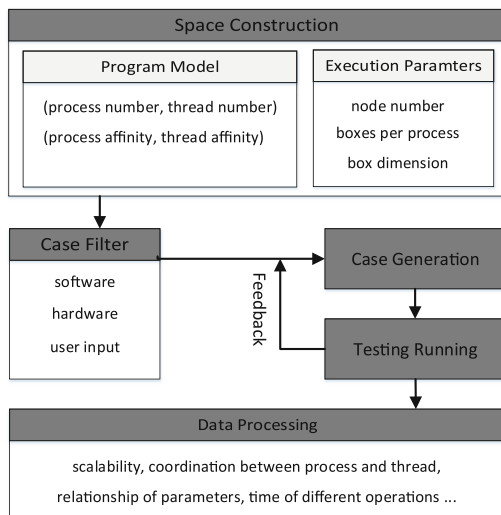 Space Construction
Program Model
(process number, thread number)
(process affinity, thread affinity)
Execution Paramters
node number
boxes per process
box dimension
Case Filter
software
hardware
user input
Feedback
Case Generation
Testing Running
Data Processing
scalability, coordination between process and thread,
relationship of parameters, time of different operations ...